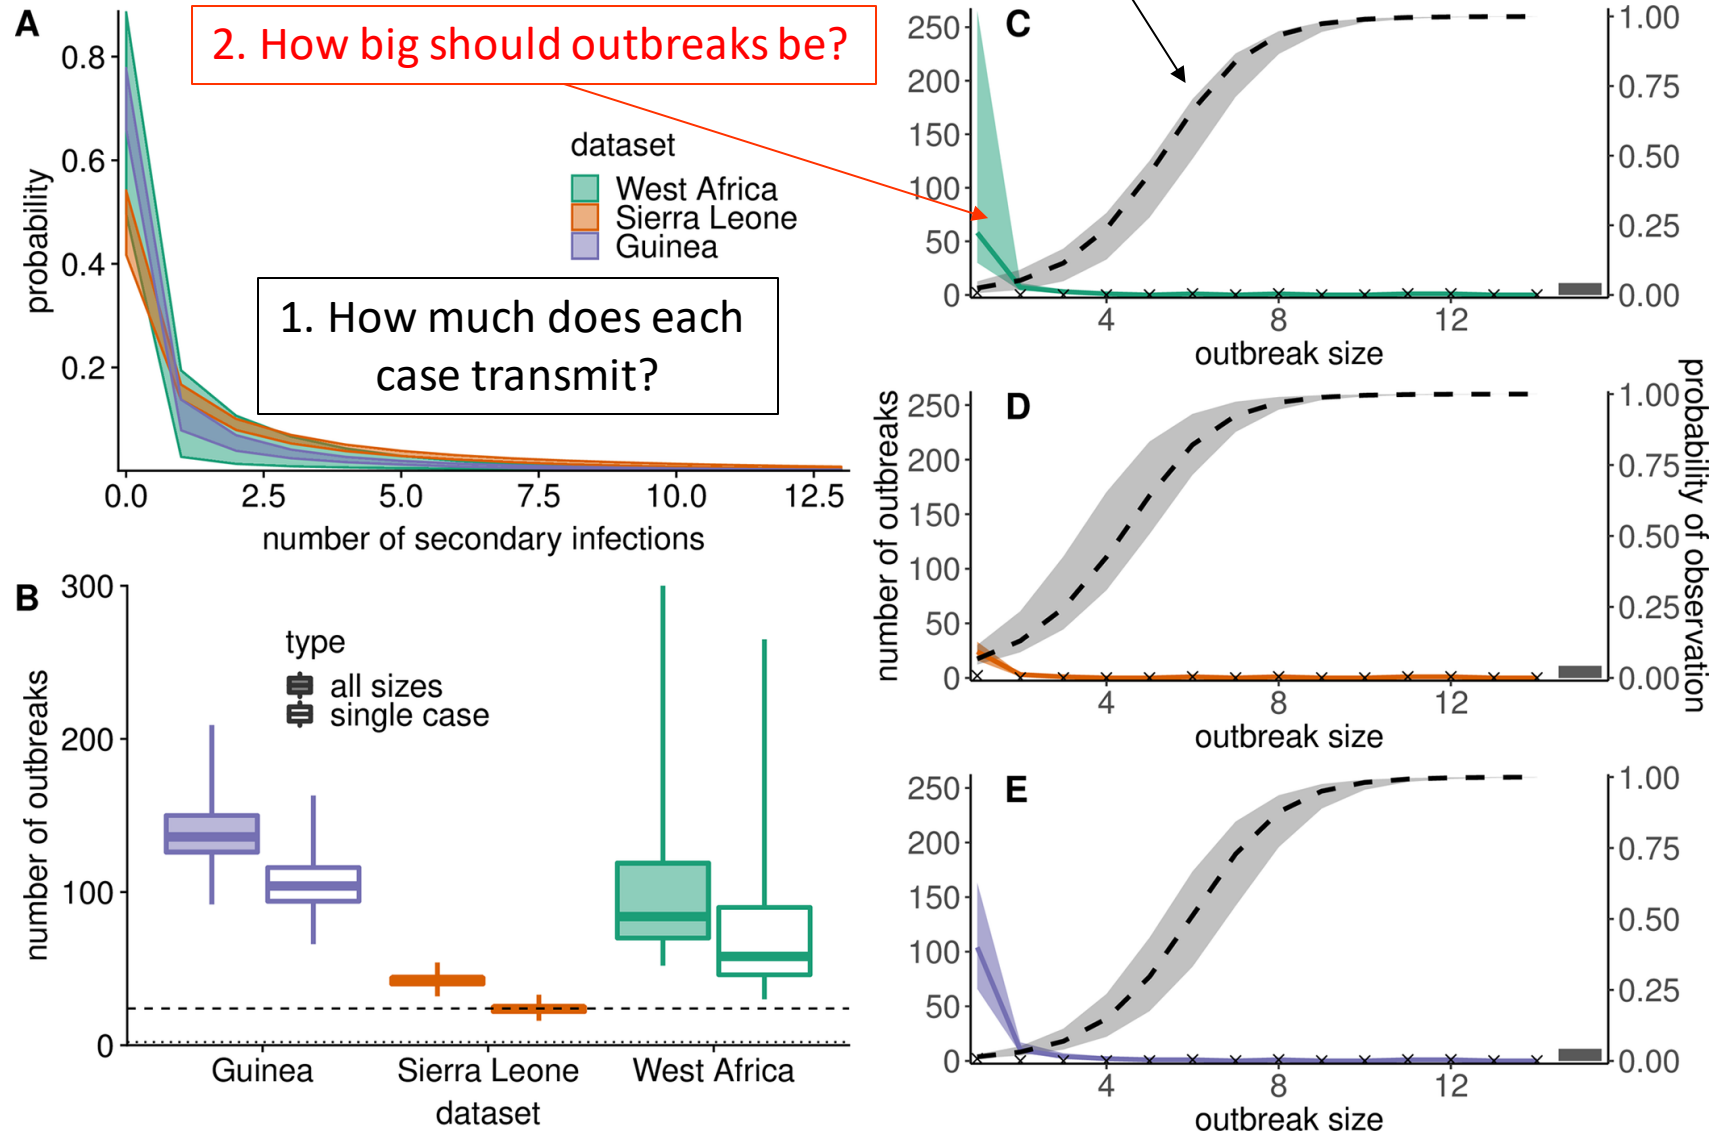 A
2. How big should outbreaks be?
0.8
0.6
0.4
0.2
probability
dataset
West Africa
Sierra Leone
Guinea
1. How much does each
case transmit?
0.0 2.5 5.0 7.5 10.0 12.5
number of secondary infections
B
300
200
100
0
number of outbreaks
type
all sizes
single case
Guinea Sierra Leone West Africa
dataset
C
250
200
150
100
50
0
1.00
0.75
0.50
0.25
0.00
4 8 12
outbreak size
D
number of outbreaks
250
200
150
100
50
0
1.00
0.75
0.50
0.25
0.00
probability of observation
4 8 12
outbreak size
E
250
200
150
100
50
0
1.00
0.75
0.50
0.25
0.00
4 8 12
outbreak size